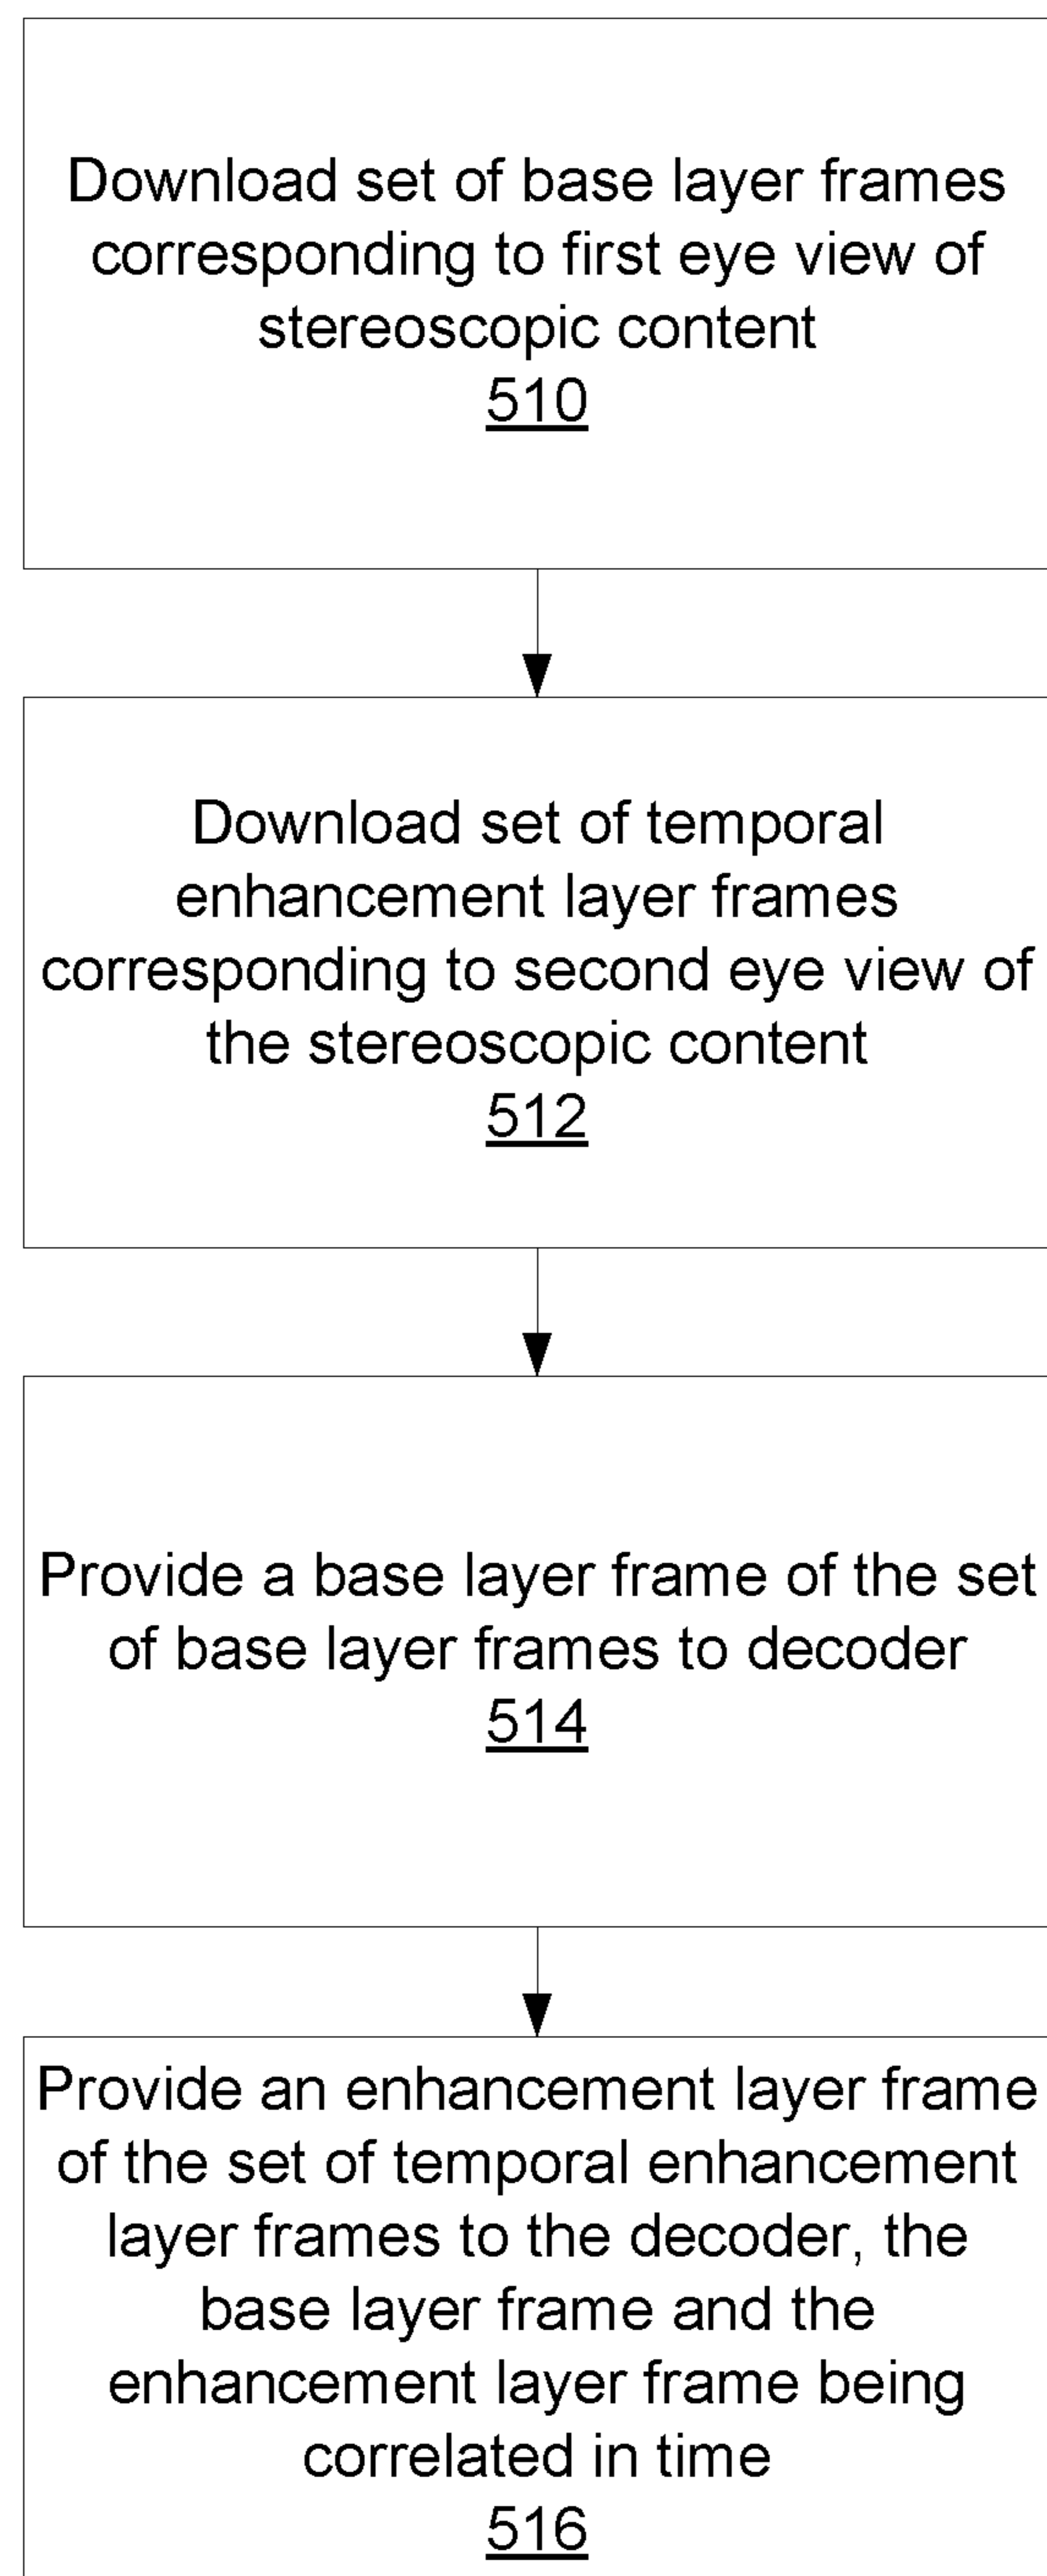 Download set of base layer frames
corresponding to first eye view of
stereoscopic content
510
Download set of temporal
enhancement layer frames
corresponding to second eye view of
the stereoscopic content
512
Provide a base layer frame of the set
of base layer frames to decoder
514
Provide an enhancement layer frame
of the set of temporal enhancement
layer frames to the decoder, the
base layer frame and the
enhancement layer frame being
correlated in time
516